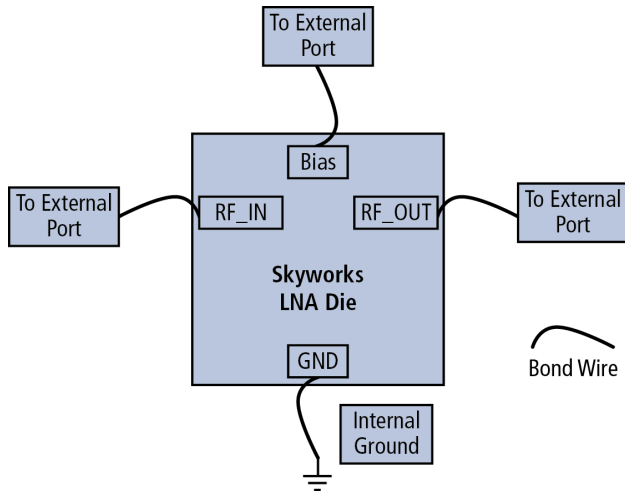 To External
Port
Bias
To External
Port
RF_IN
RF_OUT
To External
Port
Skyworks
LNA Die
GND
Bond Wire
Internal
Ground